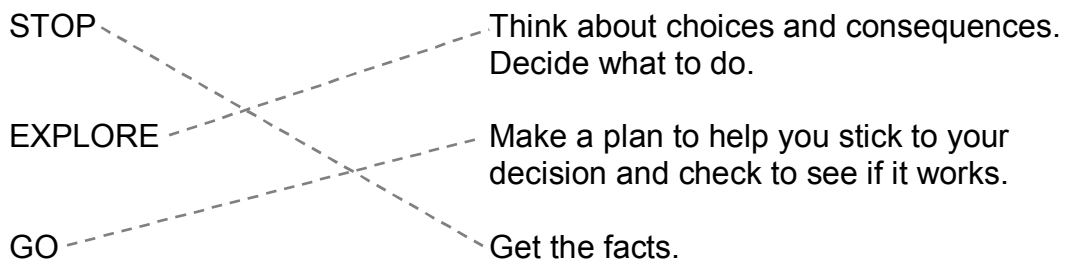 STOP
Think about choices and consequences.
Decide what to do.
EXPLORE
Make a plan to help you stick to your
decision and check to see if it works.
GO
Get the facts.